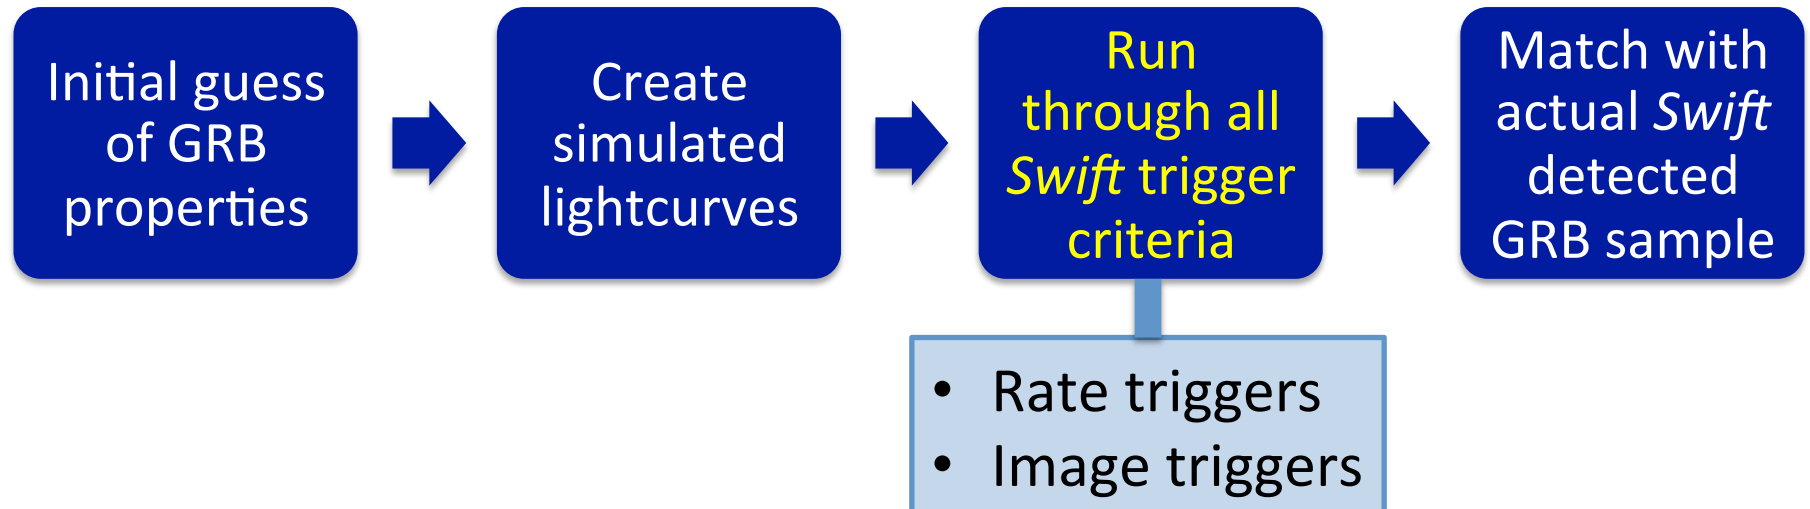 Initial guess
of GRB
properties
Create
simulated
lightcurves
Run
through all
Swift trigger
criteria
Match with
actual Swift
detected
GRB sample
• Rate triggers
• Image triggers